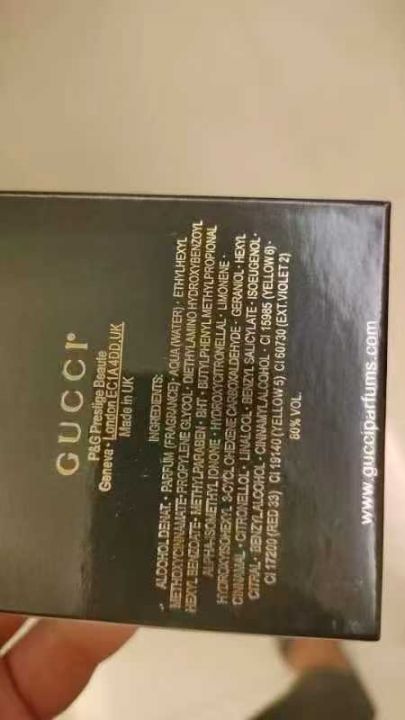 GUCCI®
P&G Prestige Beaute
Geneva • London EC1A4DD,UK
Made in UK
INGREDIENTS:
ALCOHOL DENAT. • PARFUM (FRAGRANCE) • AQUA (WATER) • ETHYLHEXYL
METHOXYCINNAMATE • PROPYLENE GLYCOL • DIETHYLAMINO HYDROXYBENZOYL
HEXYL BENZOATE • METHYLPARABEN • BHT • BUTYLPHENYL METHYLPROPIONAL
ALPHA-ISOMETHYL IONONE • HYDROXYCITRONELLAL • LIMONENE •
HYDROXYISOHEXYL 3-CYCLOHEXENE CARBOXALDEHYDE • GERANIOL • HEXYL
CINNAMAL • CITRONELLOL • LINALOOL • BENZYL SALICYLATE • ISOEUGENOL •
CITRAL • BENZYL ALCOHOL • CINNAMYL ALCOHOL • CI 15985 (YELLOW 6) •
CI 17200 (RED 33) CI 19140 (YELLOW 5) CI 60730 (EXT. VIOLET 2)
80% VOL.
www.gucciparfums.com